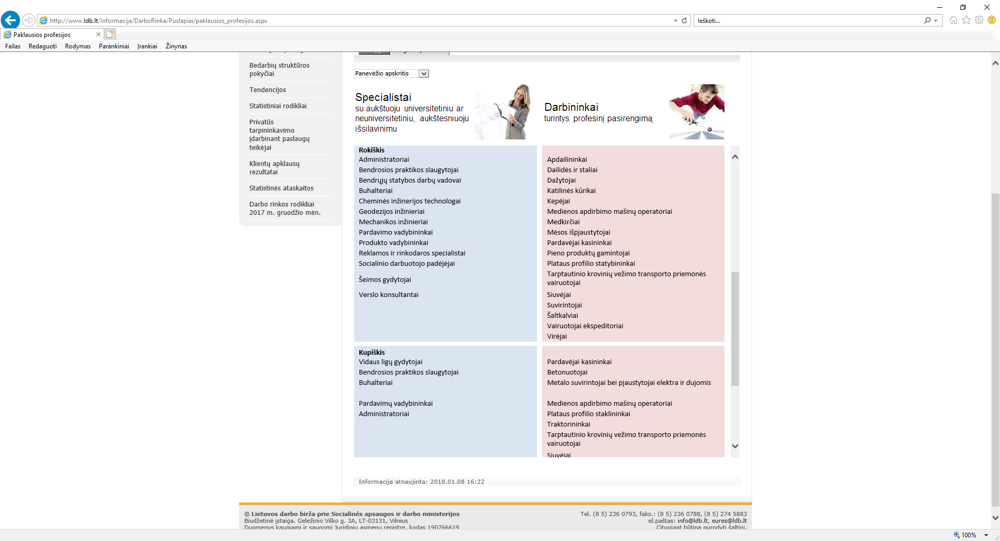 http://www.ldb.lt/Informacija/DarboRinka/Puslapiai/paklausios_profesijos.aspx
Ieškoti...
Paklausios profesijos
Failas Redaguoti Rodymas Parankiniai Įrankiai Žinynas
Bedarbių struktūros
pokyčiai
Tendencijos
Statistiniai rodikliai
Privatūs
tarpininkavimo
įdarbinant paslaugų
teikėjai
Klientų apklausų
rezultatai
Statistinės ataskaitos
Darbo rinkos rodikliai
2017 m. gruodžio mėn.
Panevėžio apskritis
Specialistai
su aukštuoju universitetiniu ar
neuniversitetiniu, aukštesniuoju
išsilavinimu
Darbininkai
turintys profesinį pasirengimą
Rokiškis
Administratoriai
Bendrosios praktikos slaugytojai
Bendrųjų statybos darbų vadovai
Buhalteriai
Cheminės inžinerijos technologai
Geodezijos inžinieriai
Mechanikos inžinieriai
Pardavimo vadybininkai
Produkto vadybininkai
Reklamos ir rinkodaros specialistai
Socialinio darbuotojo padėjėjai
Šeimos gydytojai
Verslo konsultantai
Apdailininkai
Dailidės ir staliai
Dažytojai
Katilinės kūrikai
Kepėjai
Medienos apdirbimo mašinų operatoriai
Medkirčiai
Mėsos išpjaustytojai
Pardavėjai kasininkai
Pieno produktų gamintojai
Plataus profilio statybininkai
Tarptautinio krovinių vežimo transporto priemonės
vairuotojai
Siuvėjai
Suvirintojai
Šaltkalviai
Vairuotojai ekspeditoriai
Virėjai
Kupiškis
Vidaus ligų gydytojai
Bendrosios praktikos slaugytojai
Buhalteriai
Pardavimų vadybininkai
Administratoriai
Pardavėjai kasininkai
Betonuotojai
Metalo suvirintojai bei pjaustytojai elektra ir dujomis
Medienos apdirbimo mašinų operatoriai
Plataus profilio staklininkai
Traktorininkai
Tarptautinio krovinių vežimo transporto priemonės
vairuotojai
Siuvėjai
Informacija atnaujinta: 2018.01.08 16:22
© Lietuvos darbo birža prie Socialinės apsaugos ir darbo ministerijos
Biudžetinė įstaiga. Geležinio Vilko g. 3A, LT-03131, Vilnius
Duomenys kaupiami ir saugomi Juridinių asmenų registre, kodas 190766619
Tel. (8 5) 236 0793, faks.: (8 5) 236 0788, (8 5) 274 5883
el.paštas: info@ldb.lt, eures@ldb.lt
Cituojant būtina nurodyti šaltinį.
100%